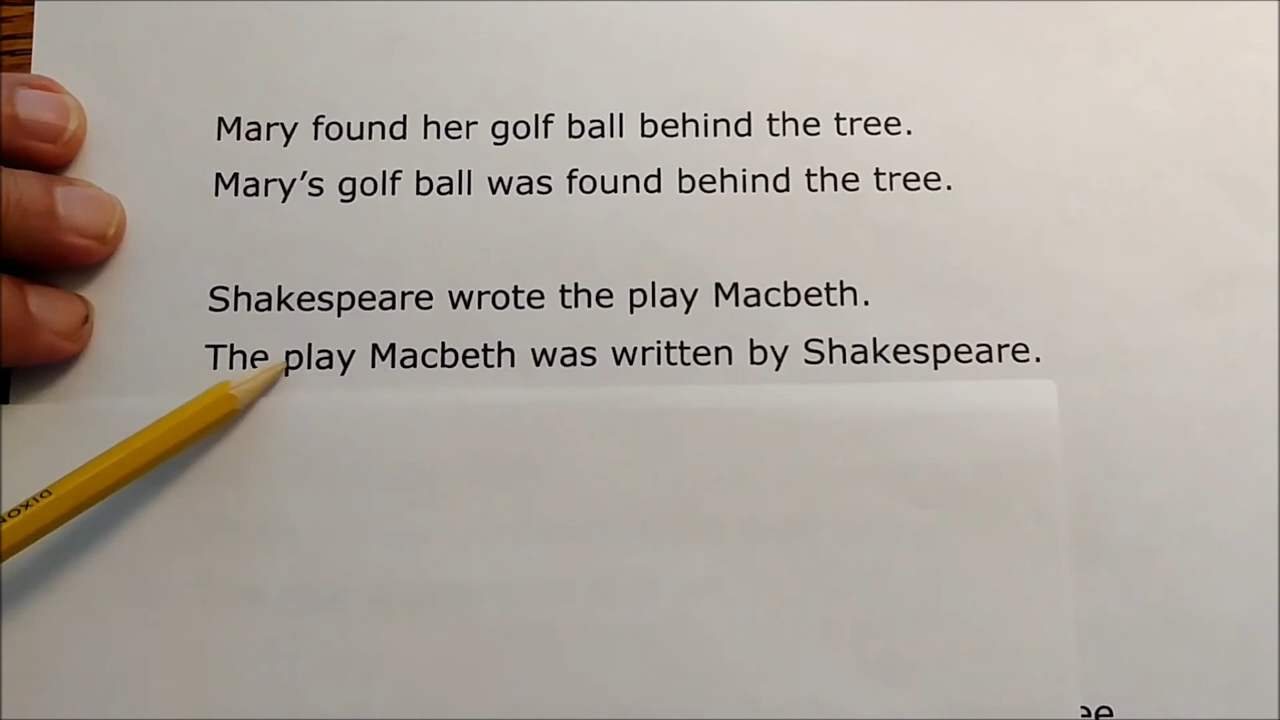 Mary found her golf ball behind the tree.
Mary’s golf ball was found behind the tree.
Shakespeare wrote the play Macbeth.
The play Macbeth was written by Shakespeare.
DIXON